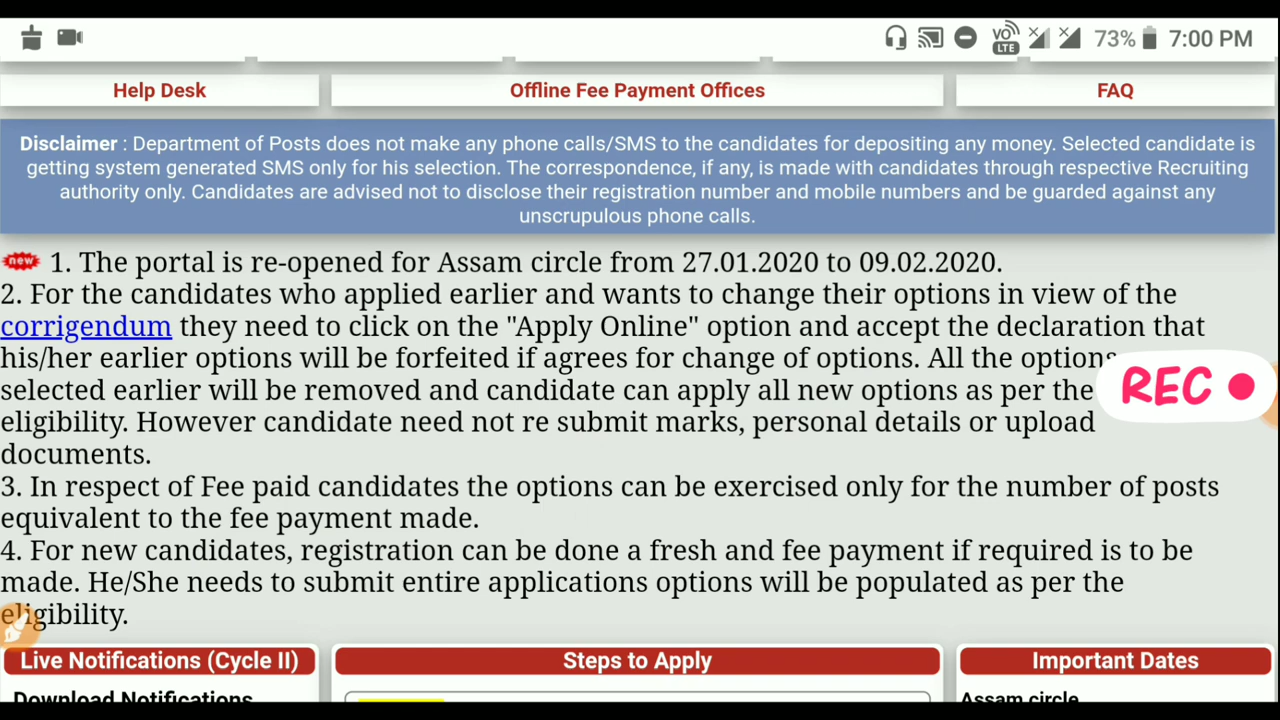 VO LTE 73% 7:00 PM
Help Desk Offline Fee Payment Offices FAQ
Disclaimer : Department of Posts does not make any phone calls/SMS to the candidates for depositing any money. Selected candidate is
getting system generated SMS only for his selection. The correspondence, if any, is made with candidates through respective Recruiting
authority only. Candidates are advised not to disclose their registration number and mobile numbers and be guarded against any
unscrupulous phone calls.
new 1. The portal is re-opened for Assam circle from 27.01.2020 to 09.02.2020.
2. For the candidates who applied earlier and wants to change their options in view of the
corrigendum they need to click on the "Apply Online" option and accept the declaration that
his/her earlier options will be forfeited if agrees for change of options. All the options
selected earlier will be removed and candidate can apply all new options as per the
REC
eligibility. However candidate need not re submit marks, personal details or upload
documents.
3. In respect of Fee paid candidates the options can be exercised only for the number of posts
equivalent to the fee payment made.
4. For new candidates, registration can be done a fresh and fee payment if required is to be
made. He/She needs to submit entire applications options will be populated as per the
eligibility.
Live Notifications (Cycle II) Steps to Apply Important Dates
Download Notifications Assam circle